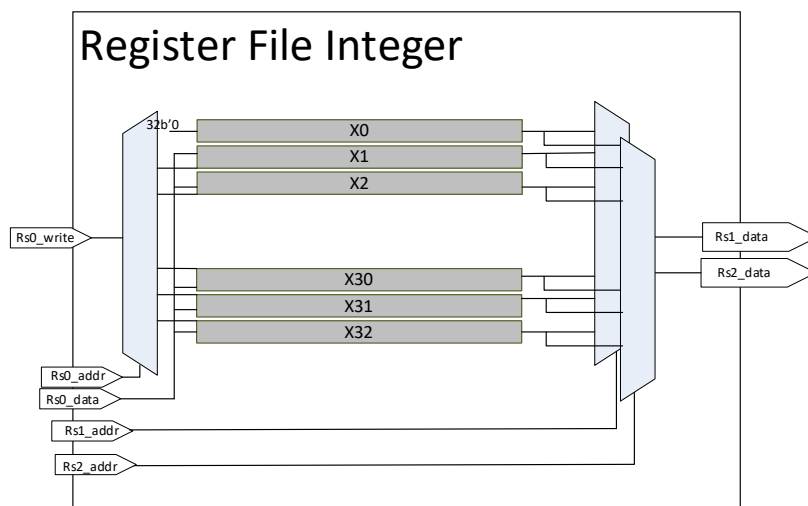 Register File Integer
32b'0
X0
X1
X2
Rs0_write
Rs1_data
Rs2_data
X30
X31
X32
Rs0_addr
Rs0_data
Rs1_addr
Rs2_addr